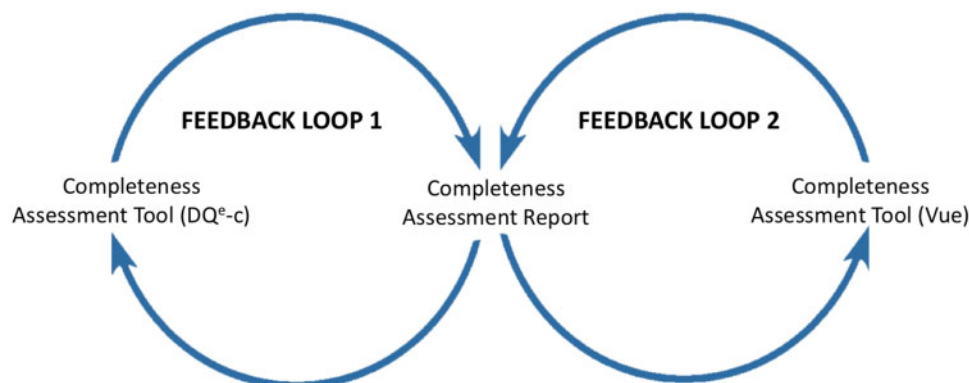 FEEDBACK LOOP 1
FEEDBACK LOOP 2
Completeness
Assessment Tool (DQᵉ-c)
Completeness
Assessment Report
Completeness
Assessment Tool (Vue)